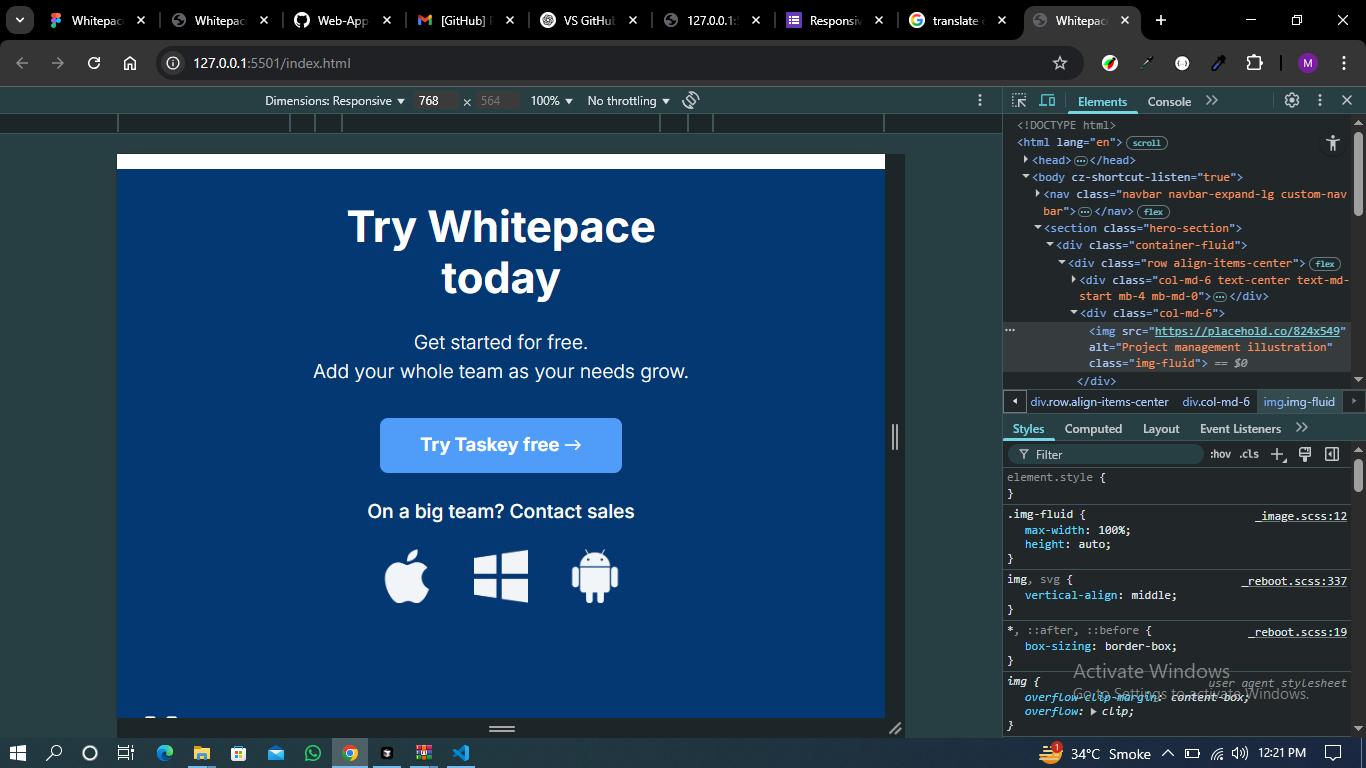 Whitepac
Whitepac
Web-App
[GitHub] F
VS GitHub
127.0.0.1:5
Responsiv
translate e
Whitepac
127.0.0.1:5501/index.html
M
Dimensions: Responsive
768 x 564
100%
No throttling
Elements
Console
<!DOCTYPE html>
<html lang="en"> scroll
<head> … </head>
<body cz-shortcut-listen="true">
<nav class="navbar navbar-expand-lg custom-nav
bar"> … </nav> flex
<section class="hero-section">
<div class="container-fluid">
<div class="row align-items-center"> flex
<div class="col-md-6 text-center text-md-
start mb-4 mb-md-0"> … </div>
<div class="col-md-6">
<img src="https://placehold.co/824x549"
alt="Project management illustration"
class="img-fluid"> == $0
</div>
div.row.align-items-center
div.col-md-6
img.img-fluid
Styles
Computed
Layout
Event Listeners
Filter
:hov .cls
element.style {
}
.img-fluid {
_image.scss:12
max-width: 100%;
height: auto;
}
img, svg {
_reboot.scss:337
vertical-align: middle;
}
*, ::after, ::before {
_reboot.scss:19
box-sizing: border-box;
}
img {
user agent stylesheet
overflow-clip-margin: content-box;
overflow: clip;
}
Try Whitepace
today
Get started for free.
Add your whole team as your needs grow.
Try Taskey free →
On a big team? Contact sales
Activate Windows
Go to Settings to activate Windows.
1
34°C Smoke
12:21 PM